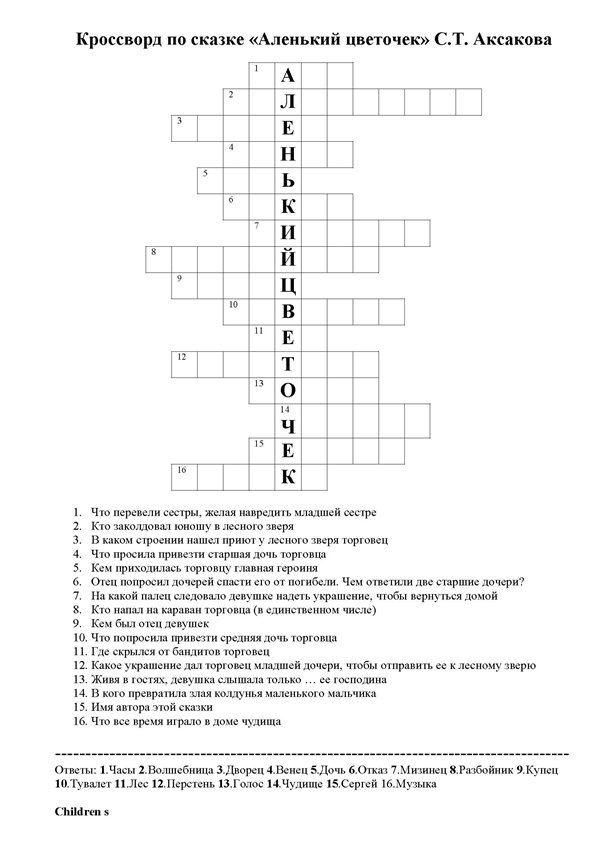 Кроссворд по сказке «Аленький цветочек» С.Т. Аксакова
1 А
2 Л
3 Е
4 Н
5 Ь
6 К
7 И
8 Й
9 Ц
10 В
11 Е
12 Т
13 О
14 Ч
15 Е
16 К
1. Что перевели сестры, желая навредить младшей сестре
2. Кто заколдовал юношу в лесного зверя
3. В каком строении нашел приют у лесного зверя торговец
4. Что просила привезти старшая дочь торговца
5. Кем приходилась торговцу главная героиня
6. Отец попросил дочерей спасти его от погибели. Чем ответили две старшие дочери?
7. На какой палец следовало девушке надеть украшение, чтобы вернуться домой
8. Кто напал на караван торговца (в единственном числе)
9. Кем был отец девушек
10. Что попросила привезти средняя дочь торговца
11. Где скрылся от бандитов торговец
12. Какое украшение дал торговец младшей дочери, чтобы отправить ее к лесному зверю
13. Живя в гостях, девушка слышала только … ее господина
14. В кого превратила злая колдунья маленького мальчика
15. Имя автора этой сказки
16. Что все время играло в доме чудища
Ответы: 1.Часы 2.Волшебница 3.Дворец 4.Венец 5.Дочь 6.Отказ 7.Мизинец 8.Разбойник 9.Купец
10.Тувалет 11.Лес 12.Перстень 13.Голос 14.Чудище 15.Сергей 16.Музыка
Children s